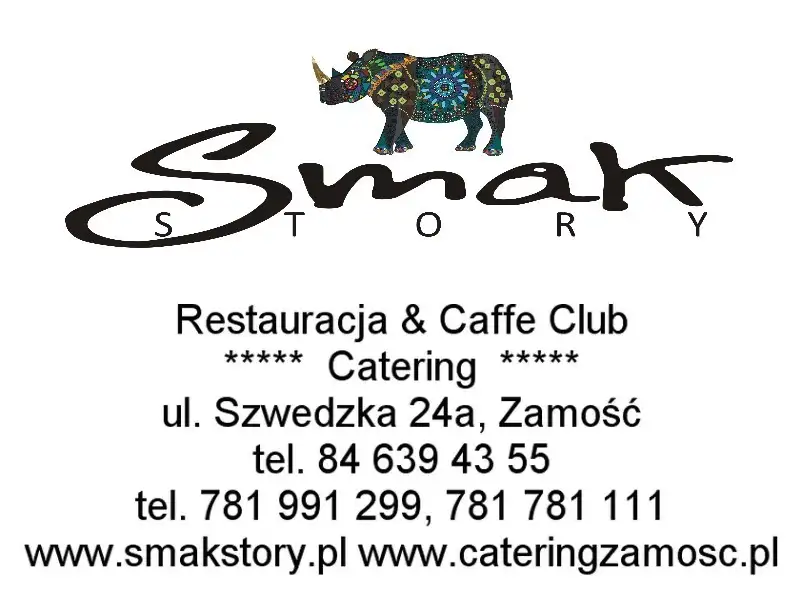 Smak
STORY
Restauracja & Caffe Club
***** Catering *****
ul. Szwedzka 24a, Zamość
tel. 84 639 43 55
tel. 781 991 299, 781 781 111
www.smakstory.pl www.cateringzamosc.pl